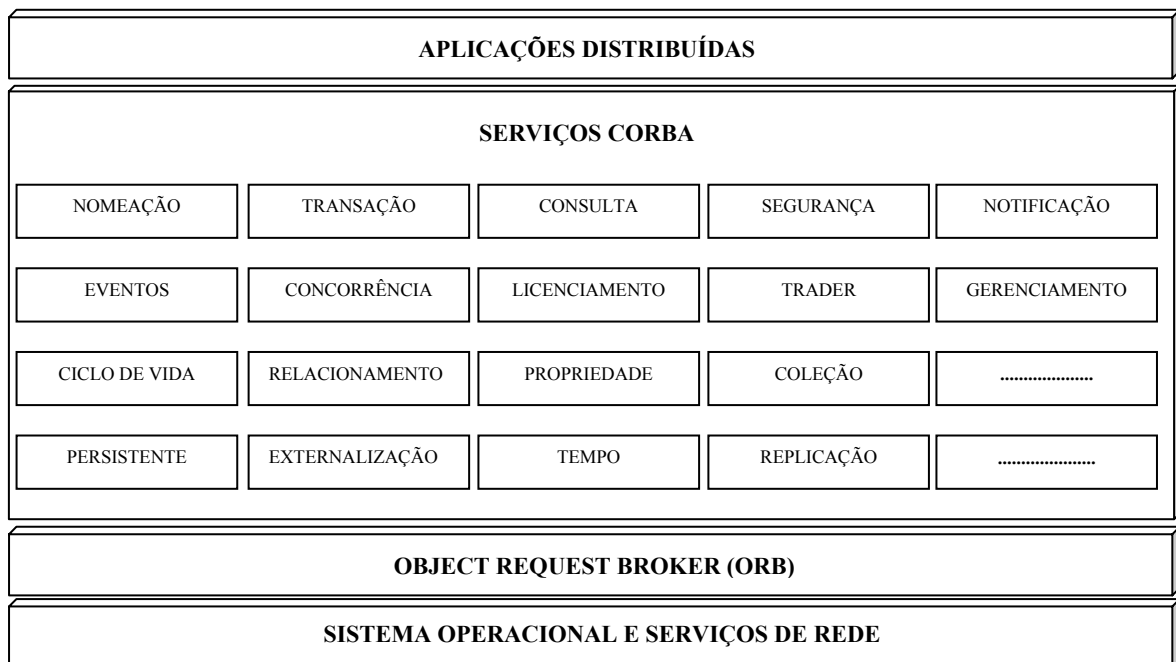 APLICAÇÕES DISTRIBUÍDAS
SERVIÇOS CORBA
NOMEAÇÃO TRANSAÇÃO CONSULTA SEGURANÇA NOTIFICAÇÃO
EVENTOS CONCORRÊNCIA LICENCIAMENTO TRADER GERENCIAMENTO
CICLO DE VIDA RELACIONAMENTO PROPRIEDADE COLEÇÃO ....................
PERSISTENTE EXTERNALIZAÇÃO TEMPO REPLICAÇÃO .....................
OBJECT REQUEST BROKER (ORB)
SISTEMA OPERACIONAL E SERVIÇOS DE REDE